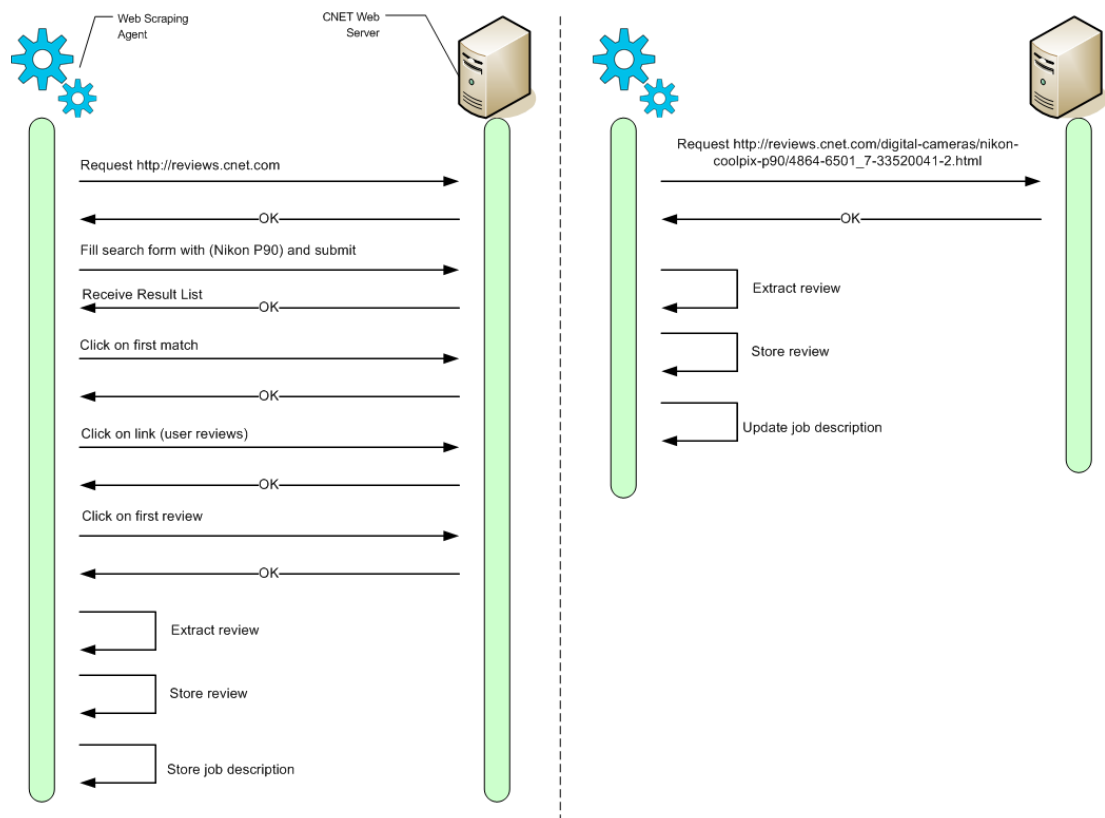 Web Scraping
Agent
CNET Web
Server
Request http://reviews.cnet.com
OK
Fill search form with (Nikon P90) and submit
Receive Result List
OK
Click on first match
OK
Click on link (user reviews)
OK
Click on first review
OK
Extract review
Store review
Store job description
Request http://reviews.cnet.com/digital-cameras/nikon-
coolpix-p90/4864-6501_7-33520041-2.html
OK
Extract review
Store review
Update job description